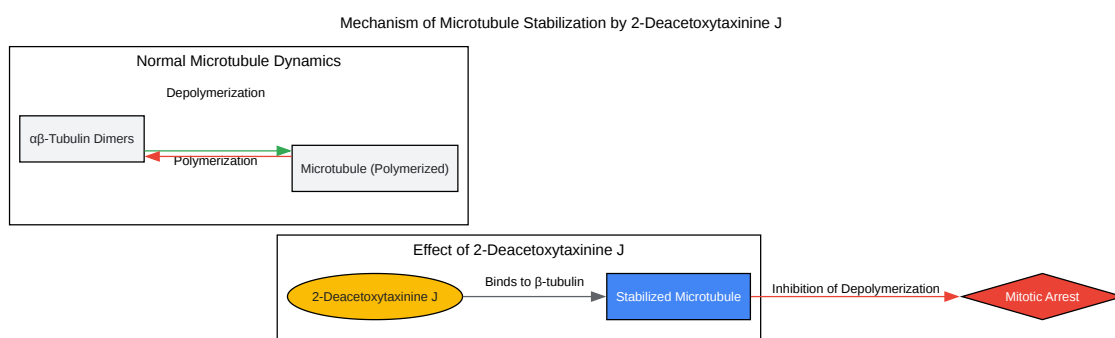 Mechanism of Microtubule Stabilization by 2-Deacetoxytaxinine J
Normal Microtubule Dynamics
Depolymerization
αβ-Tubulin Dimers
Polymerization
Microtubule (Polymerized)
Effect of 2-Deacetoxytaxinine J
2-Deacetoxytaxinine J
Binds to β-tubulin
Stabilized Microtubule
Inhibition of Depolymerization
Mitotic Arrest